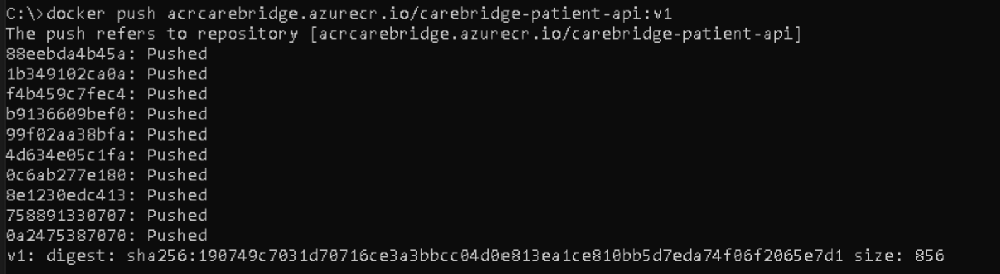 C:\>docker push acrcarebridge.azurecr.io/carebridge-patient-api:v1
The push refers to repository [acrcarebridge.azurecr.io/carebridge-patient-api]
88eebda4b45a: Pushed
1b349102ca0a: Pushed
f4b459c7fec4: Pushed
b9136609bef0: Pushed
99f02aa38bfa: Pushed
4d634e05c1fa: Pushed
0c6ab277e180: Pushed
8e1230edc413: Pushed
758891330707: Pushed
0a2475387070: Pushed
v1: digest: sha256:190749c7031d70716ce3a3bbcc04d0e813ea1ce810bb5d7eda74f06f2065e7d1 size: 856